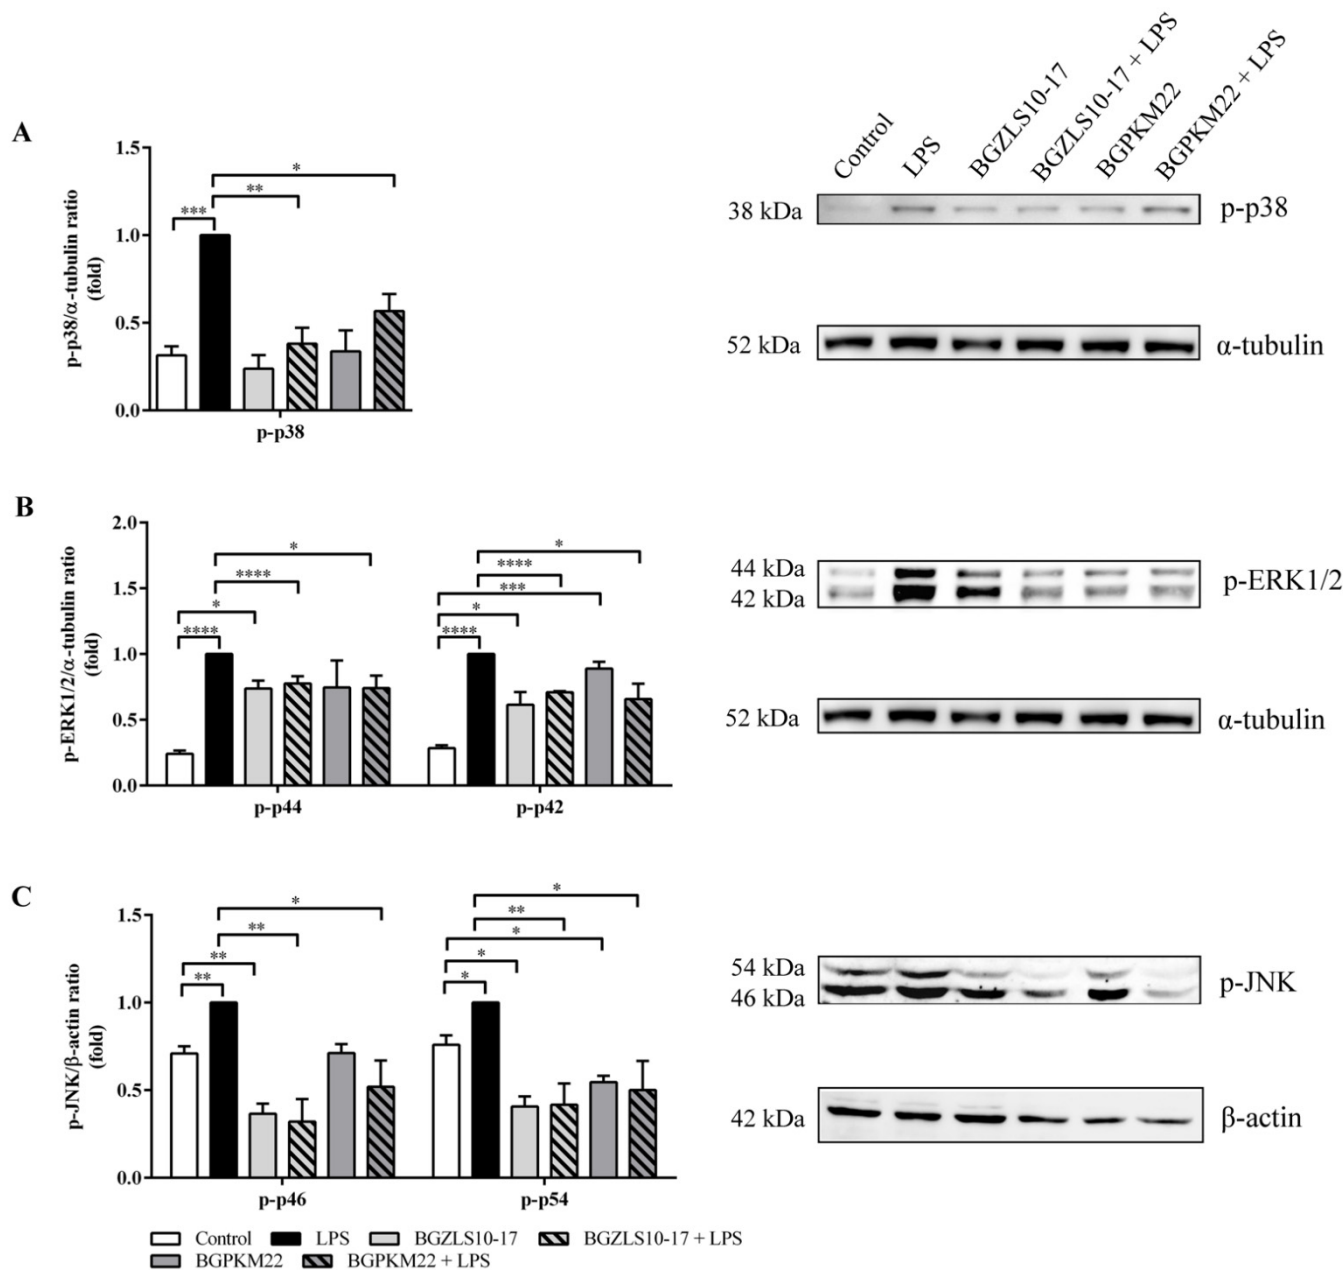 Control
LPS
BGZLS10-17
BGZLS10-17 + LPS
BGPKM22
BGPKM22 + LPS
A
p-p38/α-tubulin ratio
(fold)
1.5
1.0
0.5
0.0
***
**
*
p-p38
38 kDa
p-p38
52 kDa
α-tubulin
B
p-ERK1/2/α-tubulin ratio
(fold)
2.0
1.5
1.0
0.5
0.0
*
****
*
****
*
****
***
*
****
p-p44
p-p42
44 kDa
42 kDa
p-ERK1/2
52 kDa
α-tubulin
C
p-JNK/β-actin ratio
(fold)
1.5
1.0
0.5
0.0
*
**
**
**
*
**
*
*
*
p-p46
p-p54
54 kDa
46 kDa
p-JNK
42 kDa
β-actin
Control
LPS
BGZLS10-17
BGZLS10-17 + LPS
BGPKM22
BGPKM22 + LPS